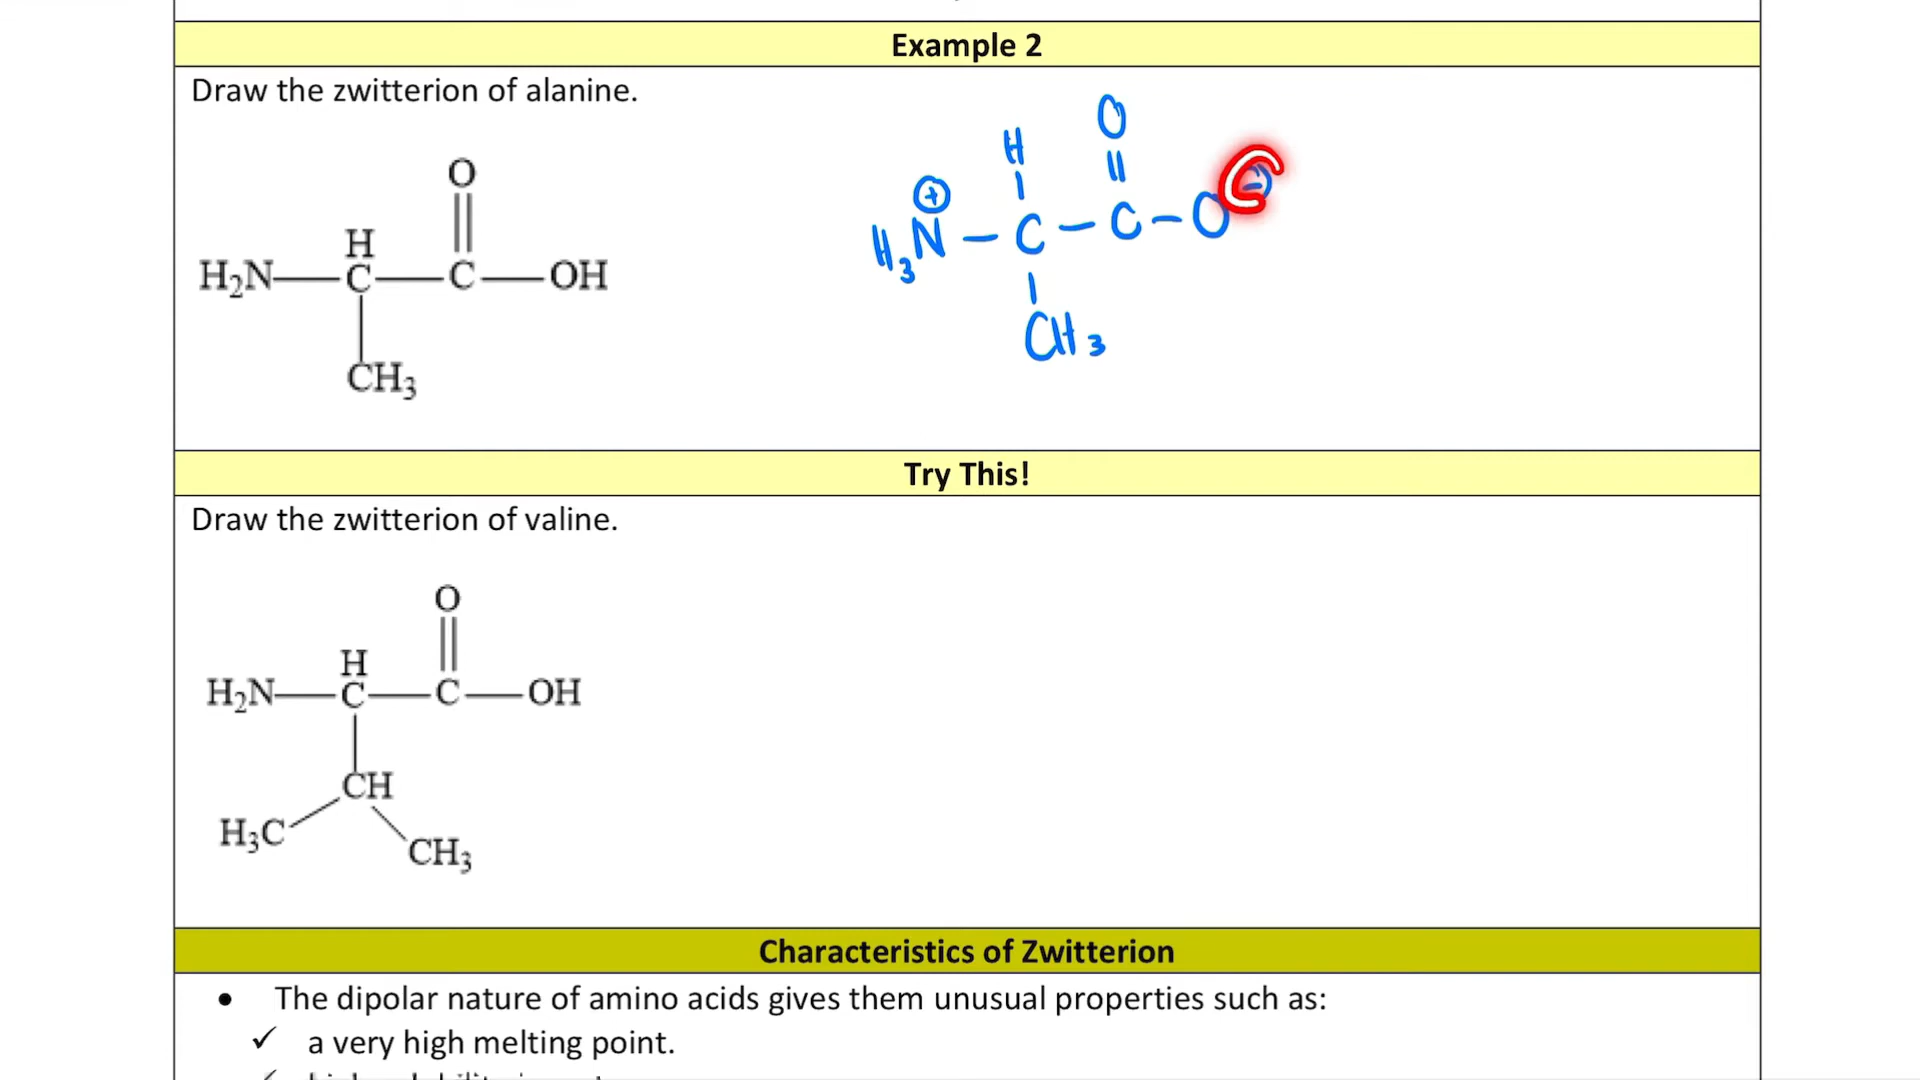 Example 2
Draw the zwitterion of alanine.
O
H
H₂N—C—C—OH
CH₃
O
H
⊕
H₃N–C–C–O⊖
CH₃
Try This!
Draw the zwitterion of valine.
O
H
H₂N—C—C—OH
CH
H₃C
CH₃
Characteristics of Zwitterion
• The dipolar nature of amino acids gives them unusual properties such as:
✓ a very high melting point.